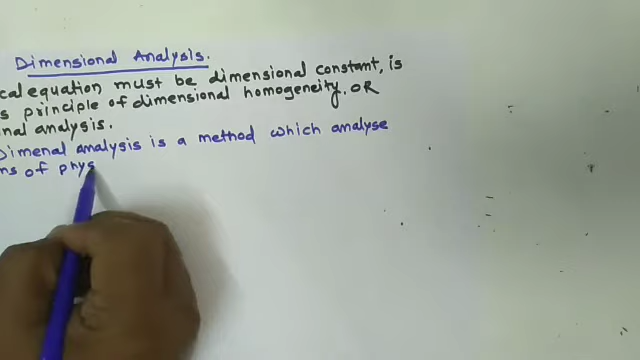 Dimensional Analysis.
cal equation must be dimensional constant, is
s principle of dimensional homogeneity. OR
nal analysis.
Dimenal analysis is a method which analyse
ns of phys